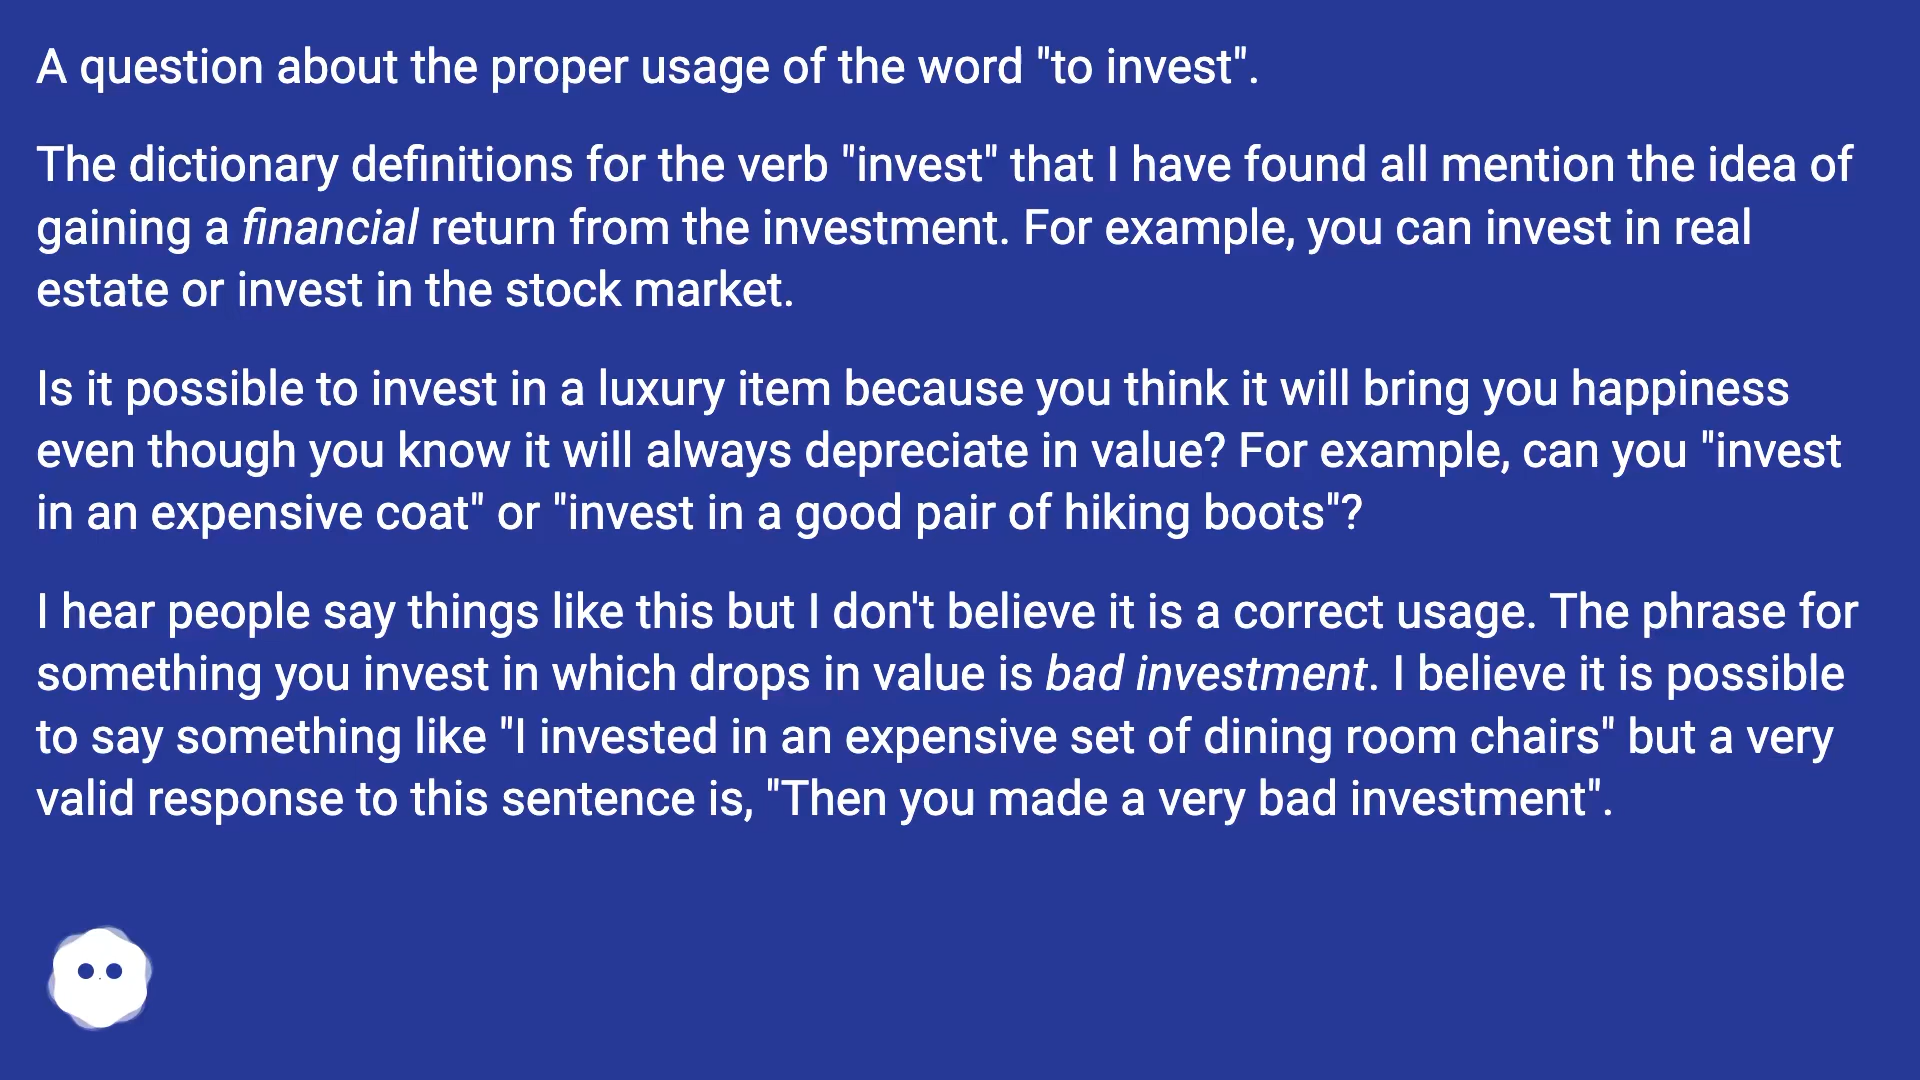 A question about the proper usage of the word "to invest".
The dictionary definitions for the verb "invest" that I have found all mention the idea of
gaining a financial return from the investment. For example, you can invest in real
estate or invest in the stock market.
Is it possible to invest in a luxury item because you think it will bring you happiness
even though you know it will always depreciate in value? For example, can you "invest
in an expensive coat" or "invest in a good pair of hiking boots"?
I hear people say things like this but I don't believe it is a correct usage. The phrase for
something you invest in which drops in value is bad investment. I believe it is possible
to say something like "I invested in an expensive set of dining room chairs" but a very
valid response to this sentence is, "Then you made a very bad investment".